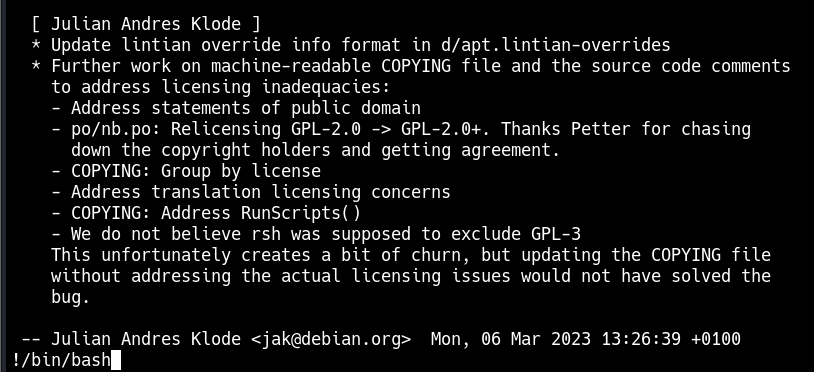 [ Julian Andres Klode ]
* Update lintian override info format in d/apt.lintian-overrides
* Further work on machine-readable COPYING file and the source code comments
to address licensing inadequacies:
- Address statements of public domain
- po/nb.po: Relicensing GPL-2.0 -> GPL-2.0+. Thanks Petter for chasing
down the copyright holders and getting agreement.
- COPYING: Group by license
- Address translation licensing concerns
- COPYING: Address RunScripts()
- We do not believe rsh was supposed to exclude GPL-3
This unfortunately creates a bit of churn, but updating the COPYING file
without addressing the actual licensing issues would not have solved the
bug.
-- Julian Andres Klode <jak@debian.org>  Mon, 06 Mar 2023 13:26:39 +0100
!/bin/bash